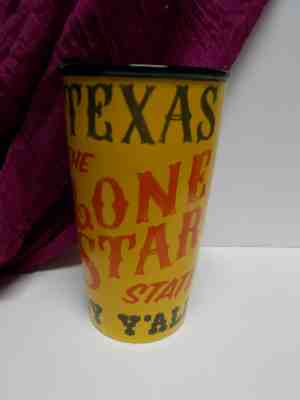 TEXAS
THE
LONE
STAR
STATE
Y Y'ALL